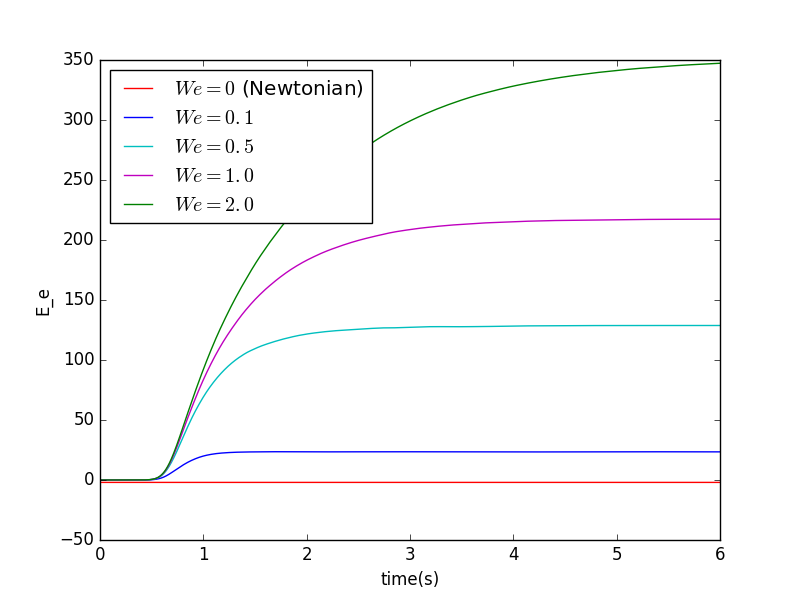 350
300
250
200
150
100
50
0
−50
E_e
We = 0 (Newtonian)
We = 0.1
We = 0.5
We = 1.0
We = 2.0
0 1 2 3 4 5 6
time(s)